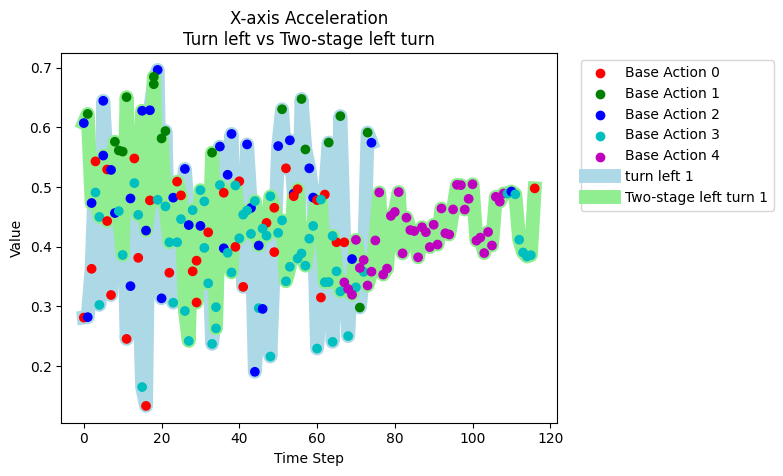 X-axis Acceleration
Turn left vs Two-stage left turn
Value
0.7
0.6
0.5
0.4
0.3
0.2
0
20
40
60
80
100
120
Time Step
Base Action 0
Base Action 1
Base Action 2
Base Action 3
Base Action 4
turn left 1
Two-stage left turn 1